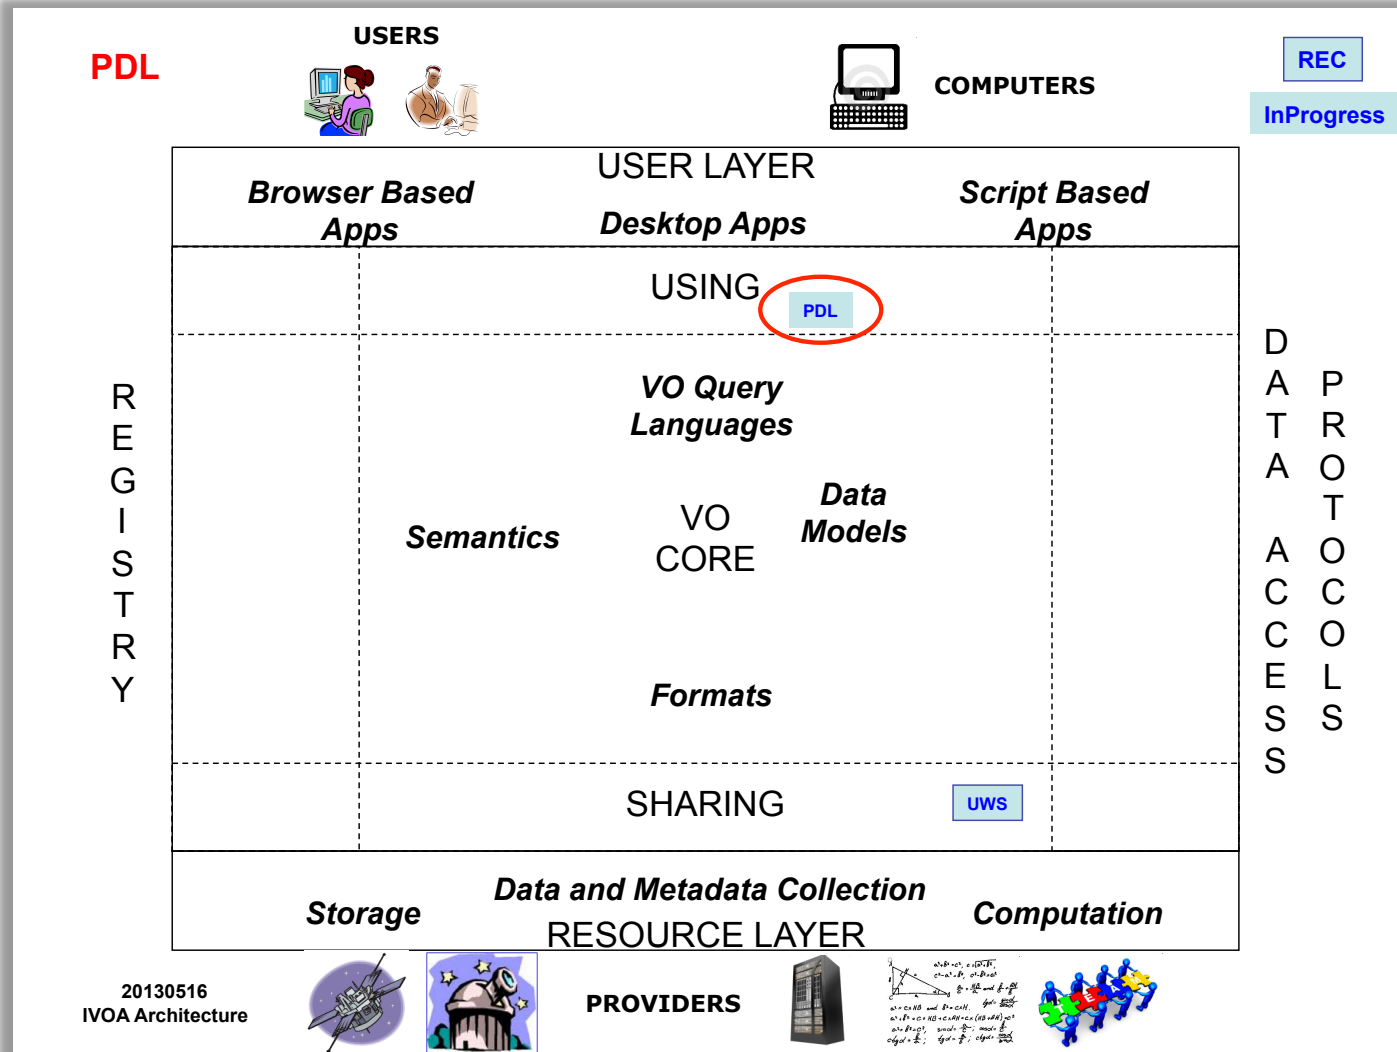 PDL
USERS
COMPUTERS
REC
InProgress
USER LAYER
Browser Based
Apps
Desktop Apps
Script Based
Apps
USING
PDL
VO Query
Languages
Semantics
VO
CORE
Data
Models
Formats
REGISTRY
DATA ACCESS
PROTOCOLS
SHARING
UWS
Data and Metadata Collection
Storage
Computation
RESOURCE LAYER
20130516
IVOA Architecture
PROVIDERS